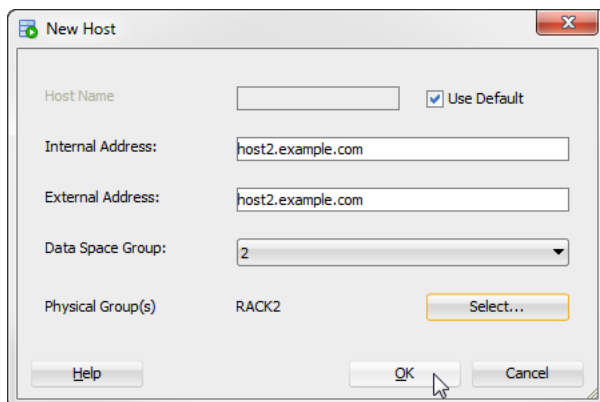 New Host
Host Name
Use Default
Internal Address: host2.example.com
External Address: host2.example.com
Data Space Group: 2
Physical Group(s) RACK2 Select...
Help OK Cancel